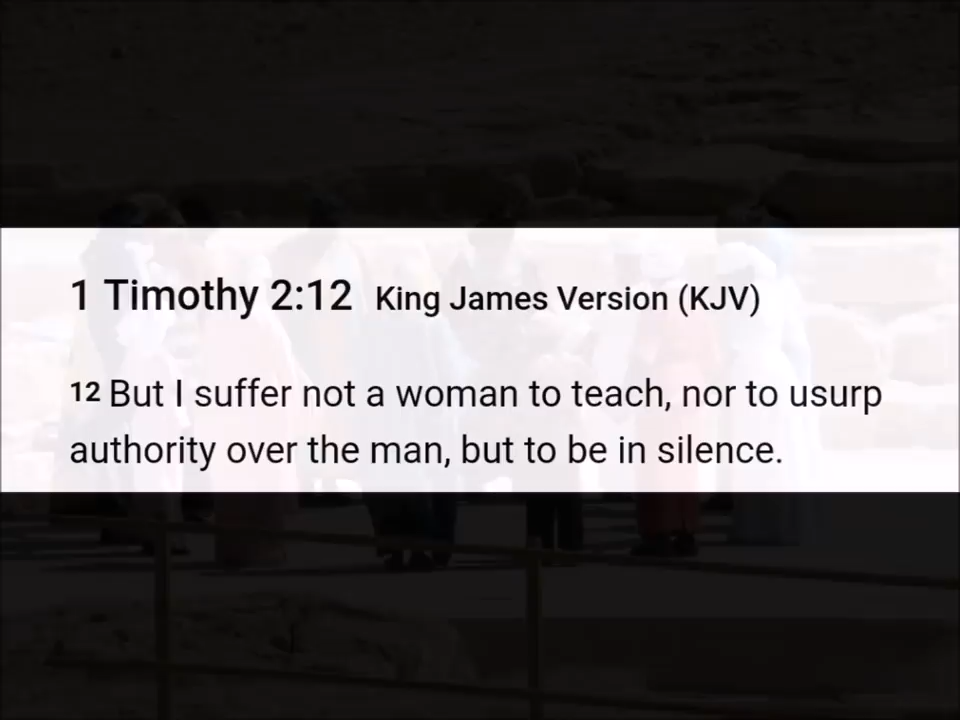 1 Timothy 2:12 King James Version (KJV)
12 But I suffer not a woman to teach, nor to usurp
authority over the man, but to be in silence.